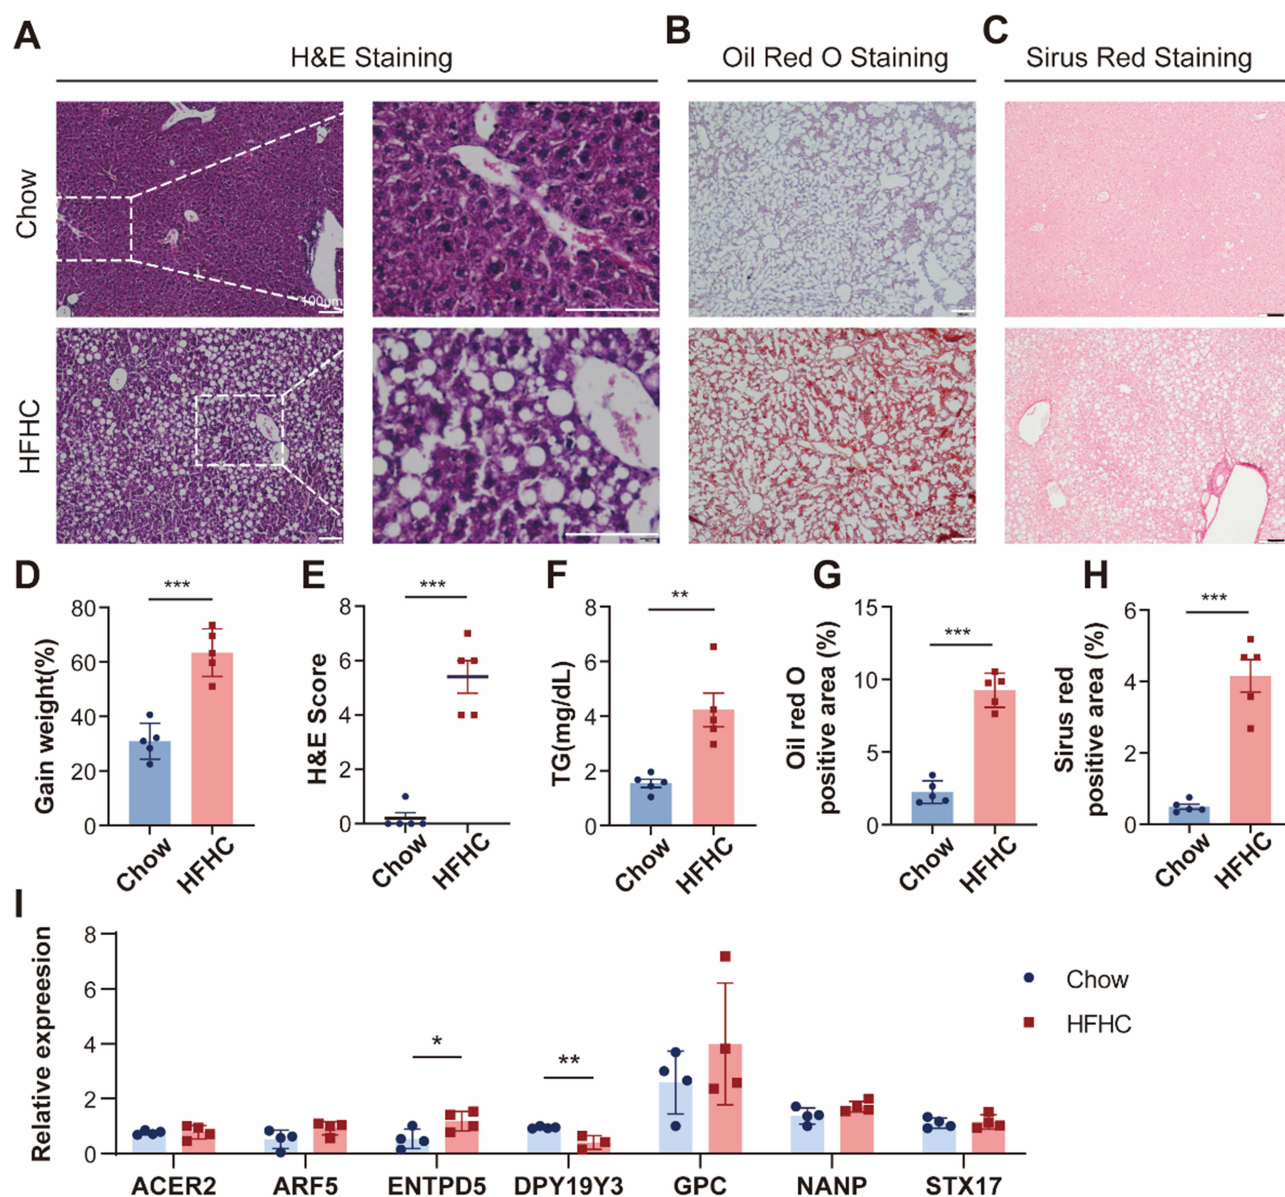 A
B
C
H&E Staining
Oil Red O Staining
Sirus Red Staining
Chow
100μm
HFHC
D
E
F
G
H
Gain weight(%)
80
60
40
20
0
***
Chow
HFHC
H&E Score
8
6
4
2
0
***
Chow
HFHC
TG(mg/dL)
8
6
4
2
0
**
Chow
HFHC
Oil red O
positive area (%)
15
10
5
0
***
Chow
HFHC
Sirus red
positive area (%)
6
4
2
0
***
Chow
HFHC
I
Relative expreesion
8
6
4
2
0
*
**
Chow
HFHC
ACER2 ARF5 ENTPD5 DPY19Y3 GPC NANP STX17